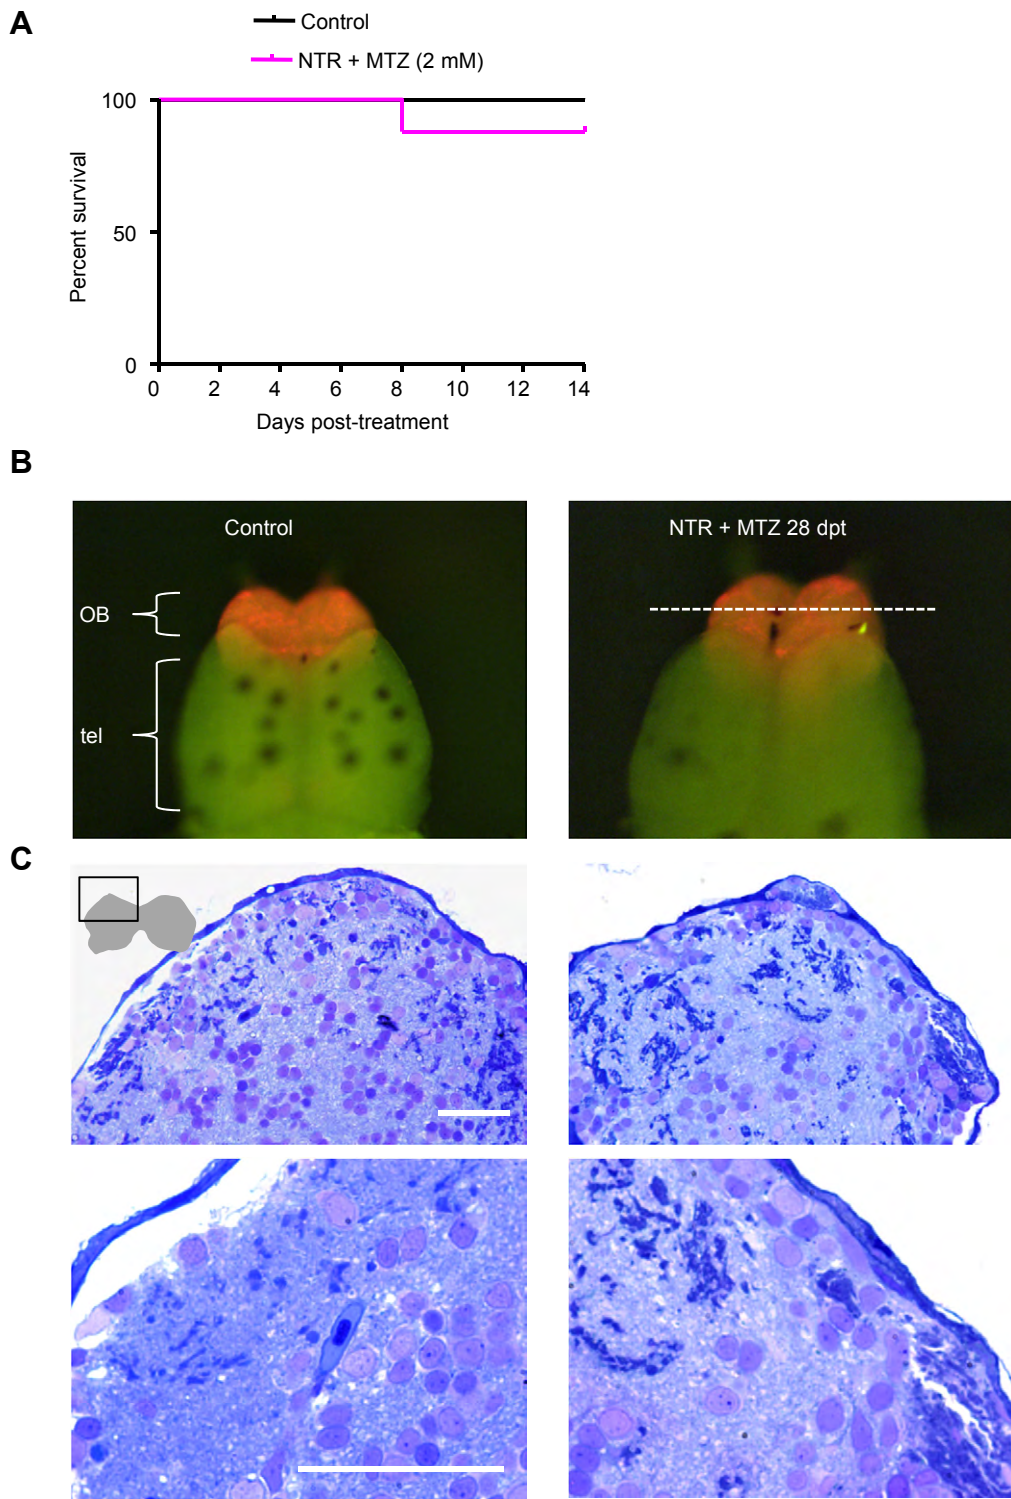 A
Control
NTR + MTZ (2 mM)
100
50
0
Percent survival
0 2 4 6 8 10 12 14
Days post-treatment
B
Control
NTR + MTZ 28 dpt
OB
tel
C